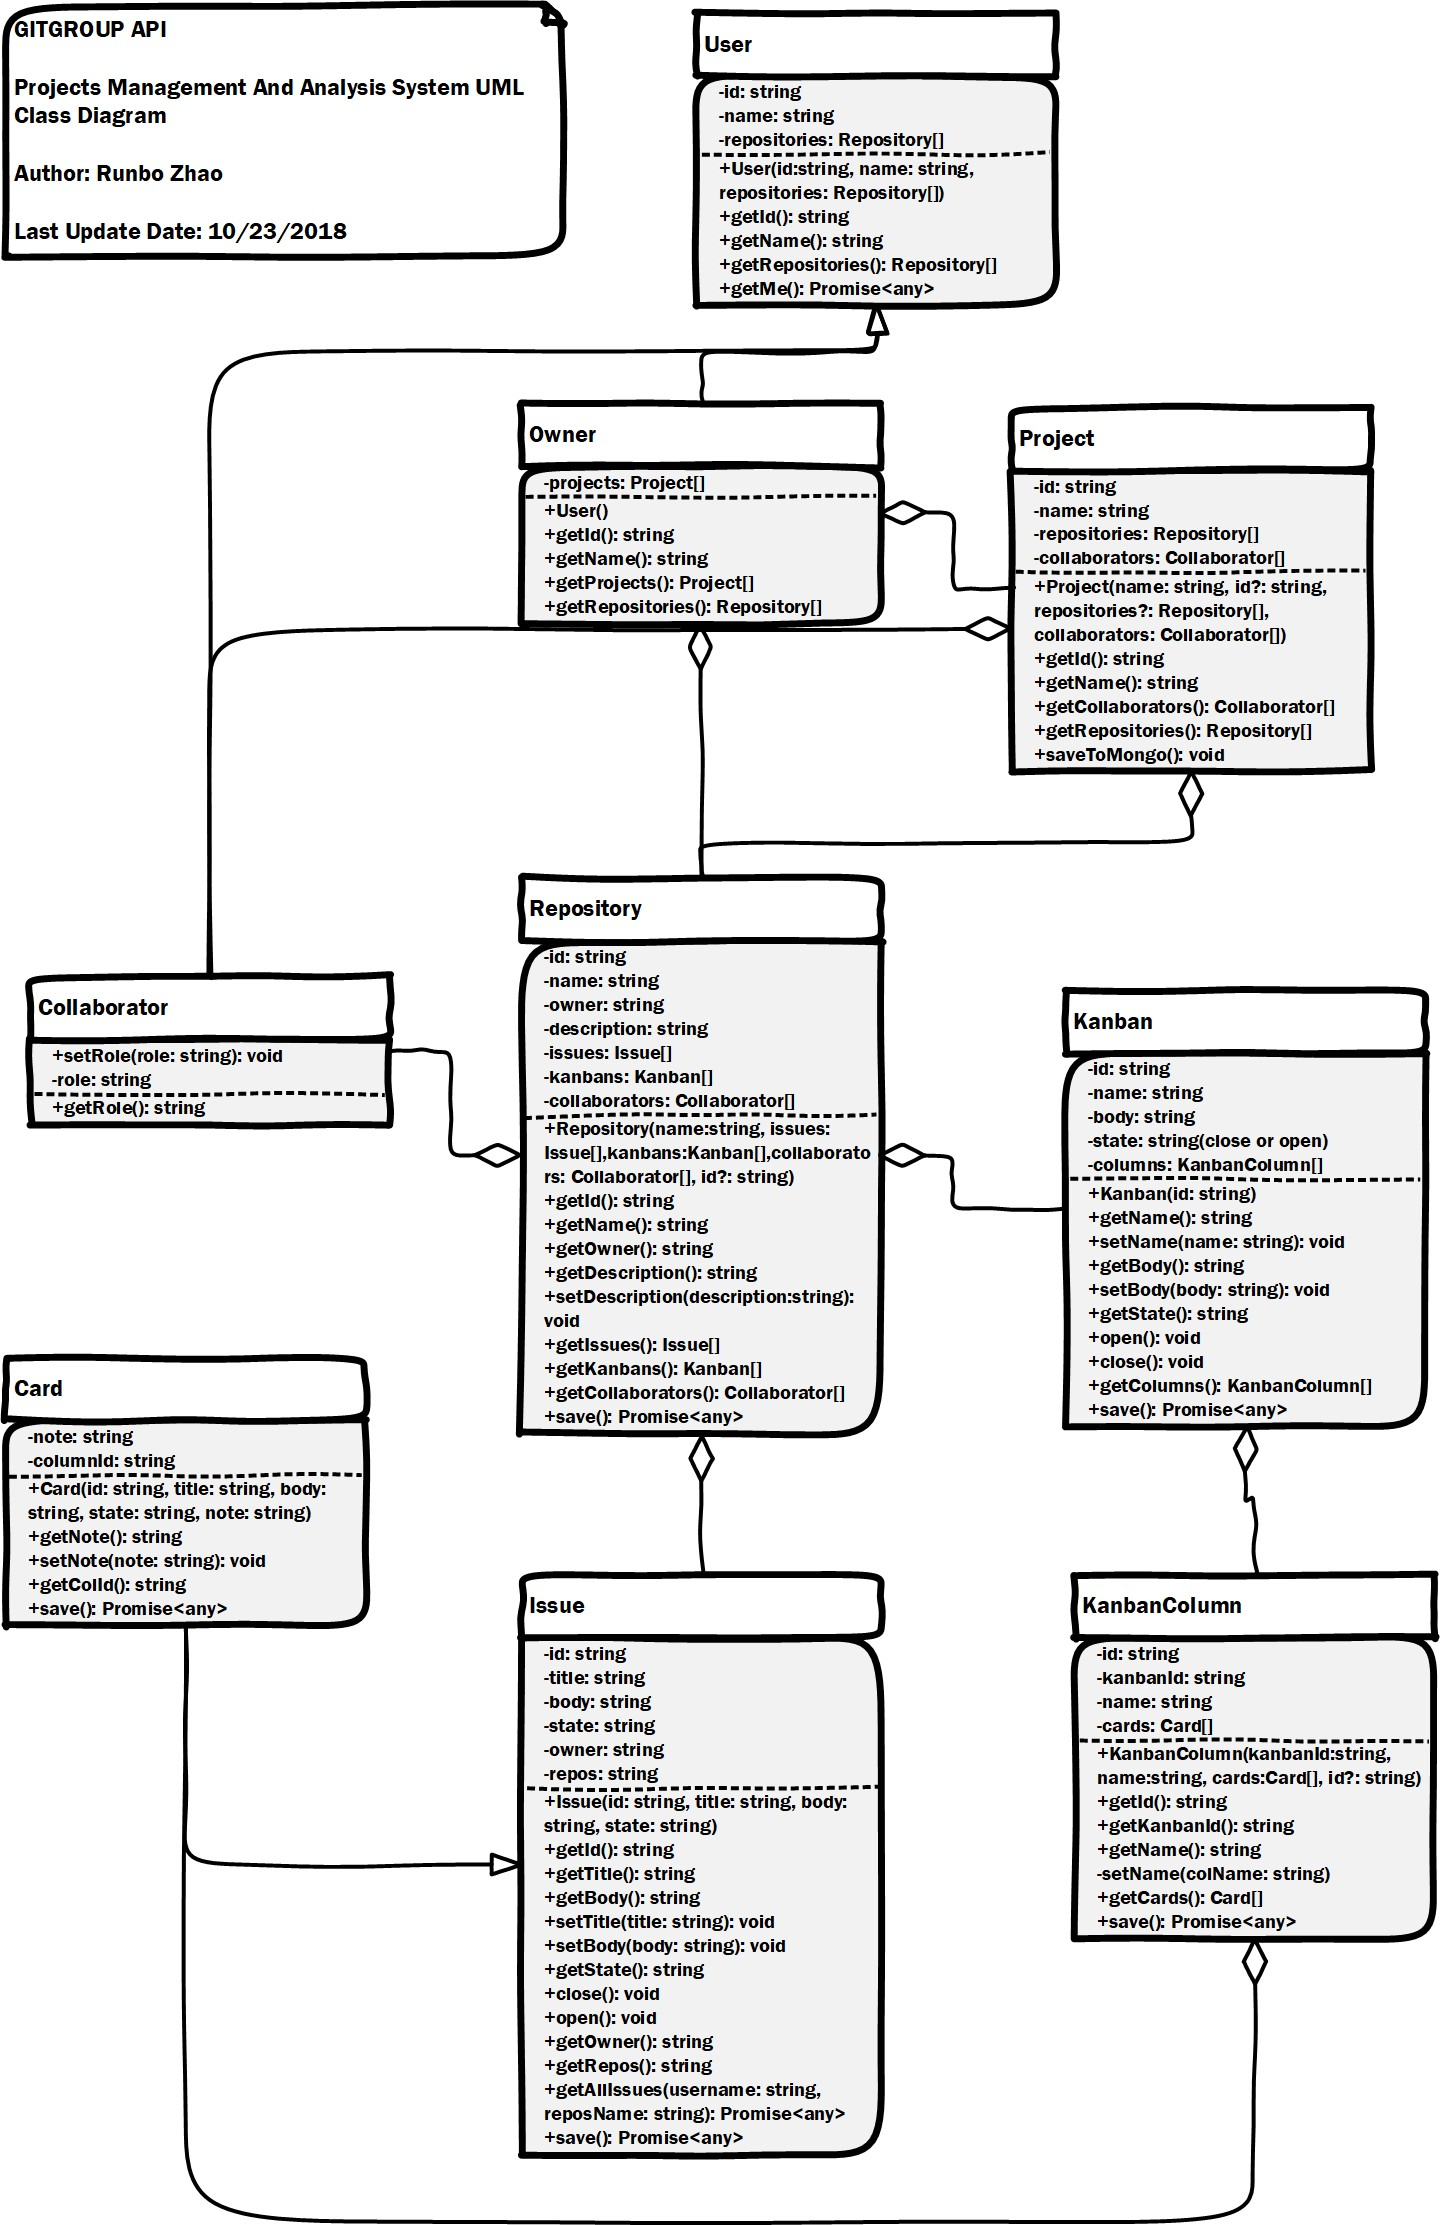 GITGROUP API
Projects Management And Analysis System UML
Class Diagram
Author: Runbo Zhao
Last Update Date: 10/23/2018
User
-id: string
-name: string
-repositories: Repository[]
+User(id:string, name: string,
repositories: Repository[])
+getId(): string
+getName(): string
+getRepositories(): Repository[]
+getMe(): Promise<any>
Owner
-projects: Project[]
+User()
+getId(): string
+getName(): string
+getProjects(): Project[]
+getRepositories(): Repository[]
Project
-id: string
-name: string
-repositories: Repository[]
-collaborators: Collaborator[]
+Project(name: string, id?: string,
repositories?: Repository[],
collaborators: Collaborator[])
+getId(): string
+getName(): string
+getCollaborators(): Collaborator[]
+getRepositories(): Repository[]
+saveToMongo(): void
Repository
-id: string
-name: string
-owner: string
-description: string
-issues: Issue[]
-kanbans: Kanban[]
-collaborators: Collaborator[]
+Repository(name:string, issues:
Issue[],kanbans:Kanban[],collaborato
rs: Collaborator[], id?: string)
+getId(): string
+getName(): string
+getOwner(): string
+getDescription(): string
+setDescription(description:string):
void
+getIssues(): Issue[]
+getKanbans(): Kanban[]
+getCollaborators(): Collaborator[]
+save(): Promise<any>
Collaborator
+setRole(role: string): void
-role: string
+getRole(): string
Kanban
-id: string
-name: string
-body: string
-state: string(close or open)
-columns: KanbanColumn[]
+Kanban(id: string)
+getName(): string
+setName(name: string): void
+getBody(): string
+setBody(body: string): void
+getState(): string
+open(): void
+close(): void
+getColumns(): KanbanColumn[]
+save(): Promise<any>
Card
-note: string
-columnId: string
+Card(id: string, title: string, body:
string, state: string, note: string)
+getNote(): string
+setNote(note: string): void
+getColId(): string
+save(): Promise<any>
Issue
-id: string
-title: string
-body: string
-state: string
-owner: string
-repos: string
+Issue(id: string, title: string, body:
string, state: string)
+getId(): string
+getTitle(): string
+getBody(): string
+setTitle(title: string): void
+setBody(body: string): void
+getState(): string
+close(): void
+open(): void
+getOwner(): string
+getRepos(): string
+getAllIssues(username: string,
reposName: string): Promise<any>
+save(): Promise<any>
KanbanColumn
-id: string
-kanbanId: string
-name: string
-cards: Card[]
+KanbanColumn(kanbanId:string,
name:string, cards:Card[], id?: string)
+getId(): string
+getKanbanId(): string
+getName(): string
-setName(colName: string)
+getCards(): Card[]
+save(): Promise<any>